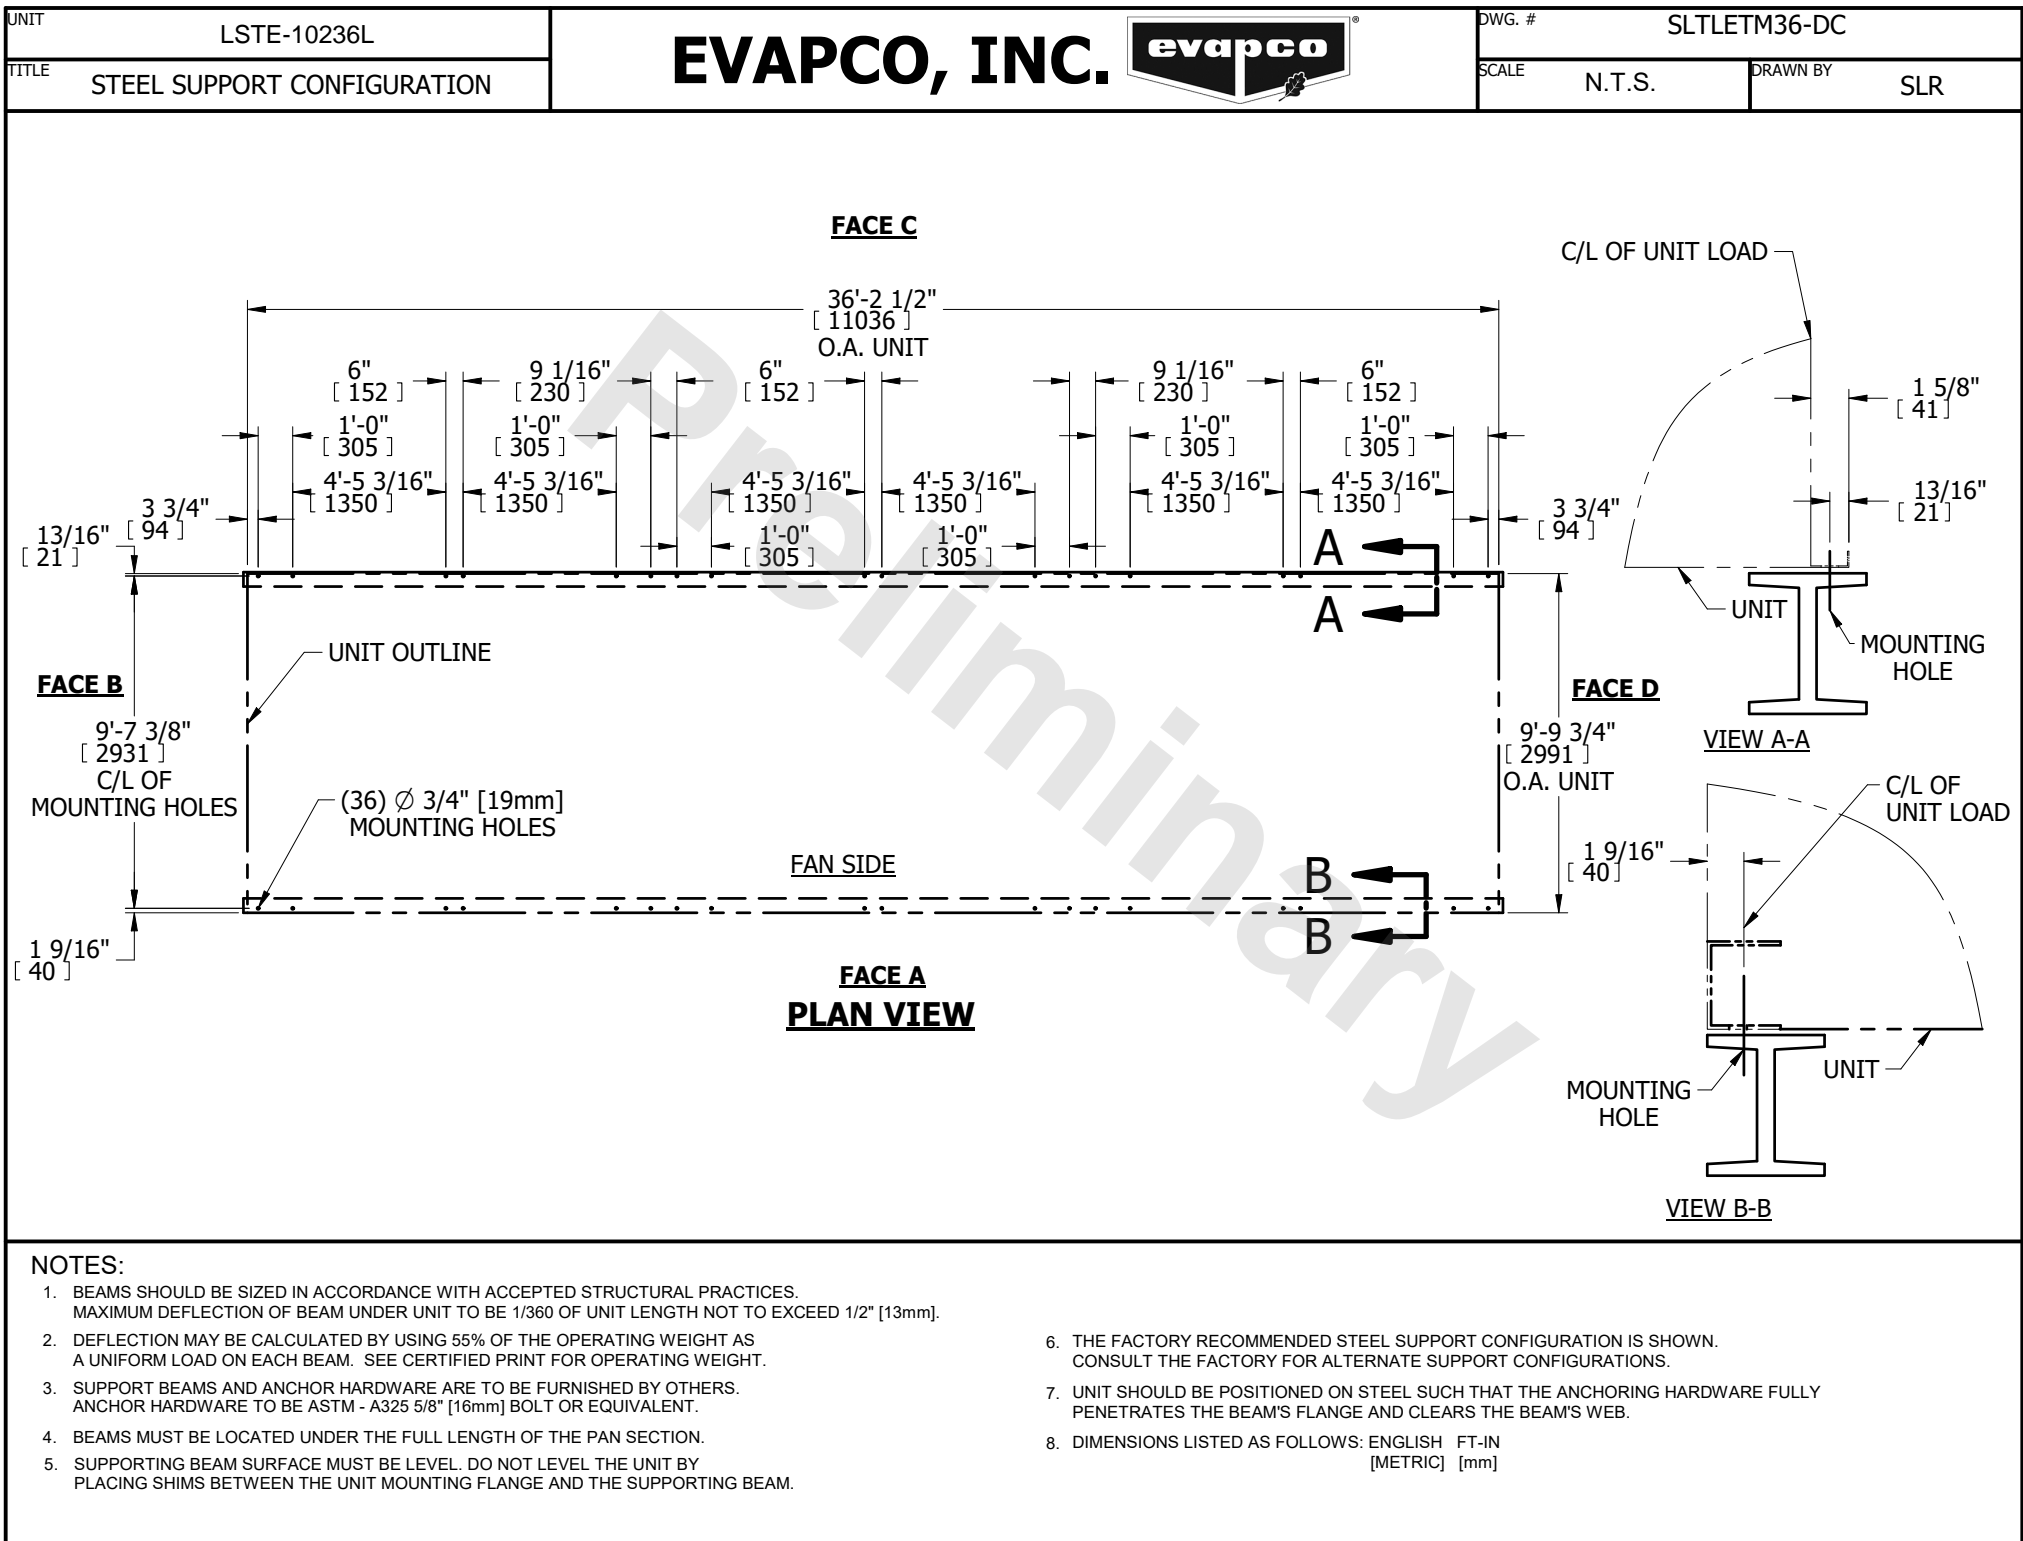 UNIT
LSTE-10236L
TITLE
STEEL SUPPORT CONFIGURATION
EVAPCO, INC.
evapco
®
DWG. #
SLTLETM36-DC
SCALE
N.T.S.
DRAWN BY
SLR
FACE C
36'-2 1/2"
[ 11036 ]
O.A. UNIT
6"
[ 152 ]
9 1/16"
[ 230 ]
6"
[ 152 ]
9 1/16"
[ 230 ]
6"
[ 152 ]
1'-0"
[ 305 ]
1'-0"
[ 305 ]
1'-0"
[ 305 ]
1'-0"
[ 305 ]
4'-5 3/16"
[ 1350 ]
4'-5 3/16"
[ 1350 ]
4'-5 3/16"
[ 1350 ]
4'-5 3/16"
[ 1350 ]
4'-5 3/16"
[ 1350 ]
4'-5 3/16"
[ 1350 ]
3 3/4"
[ 94 ]
3 3/4"
[ 94 ]
13/16"
[ 21 ]
1'-0"
[ 305 ]
1'-0"
[ 305 ]
A
A
UNIT OUTLINE
FACE B
9'-7 3/8"
[ 2931 ]
C/L OF
MOUNTING HOLES
(36) Ø 3/4" [19mm]
MOUNTING HOLES
FAN SIDE
FACE D
9'-9 3/4"
[ 2991 ]
O.A. UNIT
B
B
1 9/16"
[ 40 ]
FACE A
PLAN VIEW
Preliminary
C/L OF UNIT LOAD
1 5/8"
[ 41 ]
13/16"
[ 21 ]
UNIT
MOUNTING
HOLE
VIEW A-A
C/L OF
UNIT LOAD
1 9/16"
[ 40 ]
UNIT
MOUNTING
HOLE
VIEW B-B
NOTES:
1. BEAMS SHOULD BE SIZED IN ACCORDANCE WITH ACCEPTED STRUCTURAL PRACTICES.
MAXIMUM DEFLECTION OF BEAM UNDER UNIT TO BE 1/360 OF UNIT LENGTH NOT TO EXCEED 1/2" [13mm].
2. DEFLECTION MAY BE CALCULATED BY USING 55% OF THE OPERATING WEIGHT AS
A UNIFORM LOAD ON EACH BEAM. SEE CERTIFIED PRINT FOR OPERATING WEIGHT.
3. SUPPORT BEAMS AND ANCHOR HARDWARE ARE TO BE FURNISHED BY OTHERS.
ANCHOR HARDWARE TO BE ASTM - A325 5/8" [16mm] BOLT OR EQUIVALENT.
4. BEAMS MUST BE LOCATED UNDER THE FULL LENGTH OF THE PAN SECTION.
5. SUPPORTING BEAM SURFACE MUST BE LEVEL. DO NOT LEVEL THE UNIT BY
PLACING SHIMS BETWEEN THE UNIT MOUNTING FLANGE AND THE SUPPORTING BEAM.
6. THE FACTORY RECOMMENDED STEEL SUPPORT CONFIGURATION IS SHOWN.
CONSULT THE FACTORY FOR ALTERNATE SUPPORT CONFIGURATIONS.
7. UNIT SHOULD BE POSITIONED ON STEEL SUCH THAT THE ANCHORING HARDWARE FULLY
PENETRATES THE BEAM'S FLANGE AND CLEARS THE BEAM'S WEB.
8. DIMENSIONS LISTED AS FOLLOWS: ENGLISH FT-IN
[METRIC] [mm]